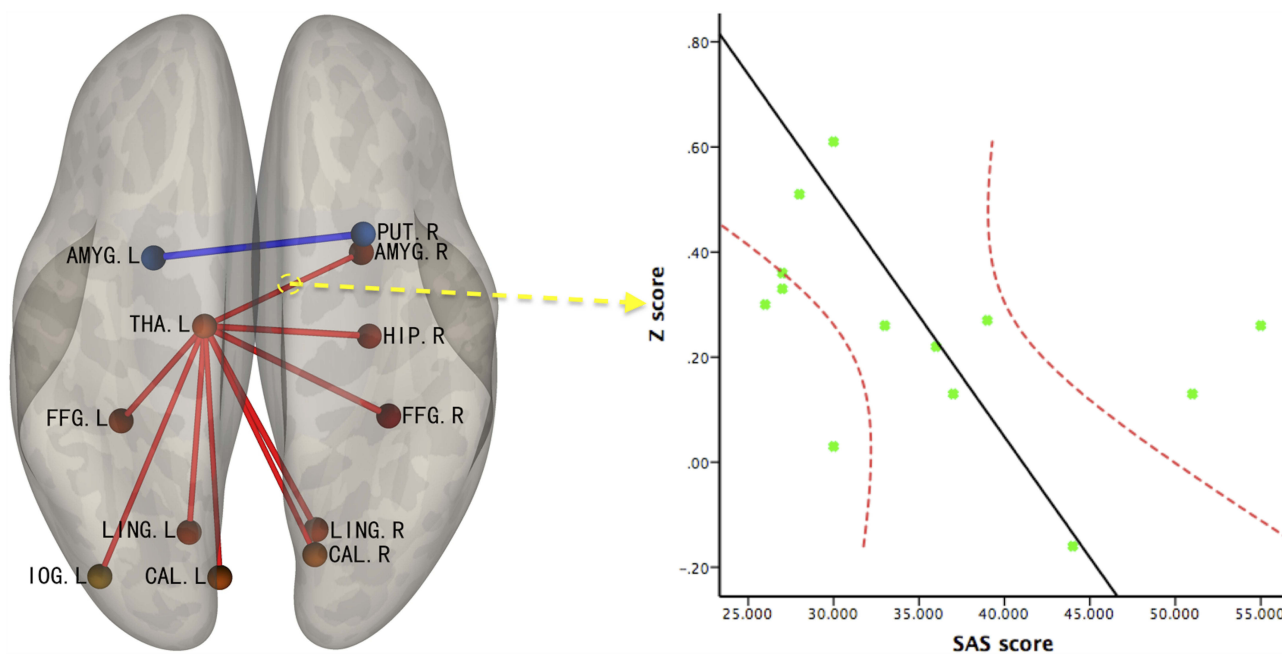 PUT.R
AMYG.L
AMYG.R
THA.L
HIP.R
FFG.L
FFG.R
LING.L
LING.R
CAL.R
IOG.L
CAL.L
Z score
.80
.60
.40
.20
.00
-.20
25.000 30.000 35.000 40.000 45.000 50.000 55.000
SAS score